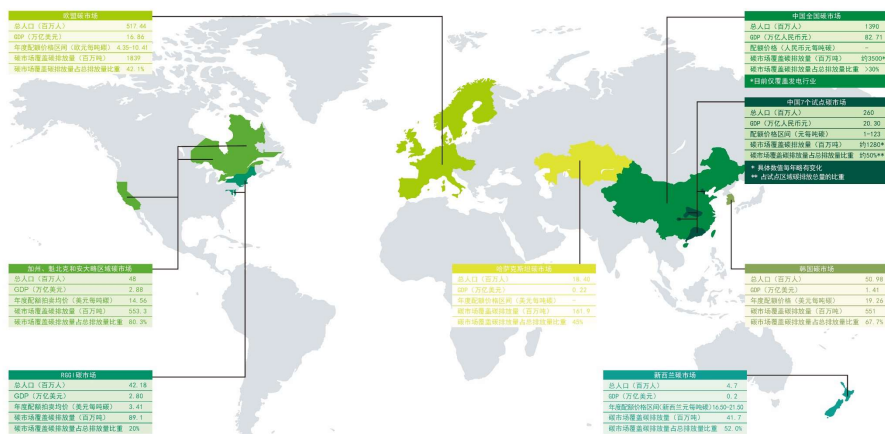 欧盟碳市场
总人口（百万人） 517.44
GDP（万亿美元） 16.86
年度配额价格区间（欧元每吨碳） 4.35-10.41
碳市场覆盖碳排放量（百万吨） 1839
碳市场覆盖碳排放量占总排放量比重 42.1%
中国全国碳市场
总人口（百万人） 1390
GDP（万亿人民币元） 82.71
配额价格（人民币元每吨碳） -
碳市场覆盖碳排放量（百万吨） 约3500*
碳市场覆盖碳排放量占总排放量比重 >30%
*目前仅覆盖发电行业
中国7个试点碳市场
总人口（百万人） 260
GDP（万亿人民币元） 20.30
配额价格区间（元每吨碳） 1-123
碳市场覆盖碳排放量（百万吨） 约1280*
碳市场覆盖碳排放量占总排放量比重 约50%**
* 具体数值每年略有变化
** 占试点区域碳排放总量的比重
加州、魁北克和安大略区域碳市场
总人口（百万人） 48
GDP（万亿美元） 2.88
年度配额拍卖均价（美元每吨碳） 14.56
碳市场覆盖碳排放量（百万吨） 553.3
碳市场覆盖碳排放量占总排放量比重 80.3%
哈萨克斯坦碳市场
总人口（百万人） 18.40
GDP（万亿美元） 0.22
年度配额价格区间（美元每吨碳） -
碳市场覆盖碳排放量（百万吨） 161.9
碳市场覆盖碳排放量占总排放量比重
韩国碳市场
总人口（百万人） 50.98
GDP（万亿美元） 1.41
年度配额价格（美元每吨碳） 19.26
碳市场覆盖碳排放量（百万吨） 551
碳市场覆盖碳排放量占总排放量比重 67.7%
RGGI碳市场
总人口（百万人） 42.18
GDP（万亿美元） 2.80
年度配额拍卖均价（美元每吨碳） 3.41
碳市场覆盖碳排放量（百万吨） 89.1
碳市场覆盖碳排放量占总排放量比重 20%
新西兰碳市场
总人口（百万人） 4.7
GDP（万亿美元） 0.2
年度配额价格区间（新西兰元每吨碳）16.50-21.50
碳市场覆盖碳排放量（百万吨） 41.7
碳市场覆盖碳排放量占总排放量比重 52.0%